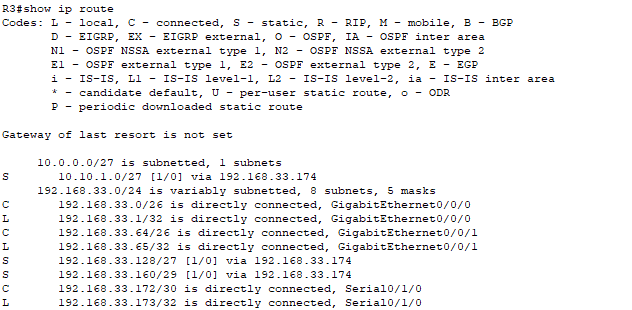 R3#show ip route
Codes: L - local, C - connected, S - static, R - RIP, M - mobile, B - BGP
D - EIGRP, EX - EIGRP external, O - OSPF, IA - OSPF inter area
N1 - OSPF NSSA external type 1, N2 - OSPF NSSA external type 2
E1 - OSPF external type 1, E2 - OSPF external type 2, E - EGP
i - IS-IS, L1 - IS-IS level-1, L2 - IS-IS level-2, ia - IS-IS inter area
* - candidate default, U - per-user static route, o - ODR
P - periodic downloaded static route
Gateway of last resort is not set
10.0.0.0/27 is subnetted, 1 subnets
S 10.10.1.0/27 [1/0] via 192.168.33.174
192.168.33.0/24 is variably subnetted, 8 subnets, 5 masks
C 192.168.33.0/26 is directly connected, GigabitEthernet0/0/0
L 192.168.33.1/32 is directly connected, GigabitEthernet0/0/0
C 192.168.33.64/26 is directly connected, GigabitEthernet0/0/1
L 192.168.33.65/32 is directly connected, GigabitEthernet0/0/1
S 192.168.33.128/27 [1/0] via 192.168.33.174
S 192.168.33.160/29 [1/0] via 192.168.33.174
C 192.168.33.172/30 is directly connected, Serial0/1/0
L 192.168.33.173/32 is directly connected, Serial0/1/0